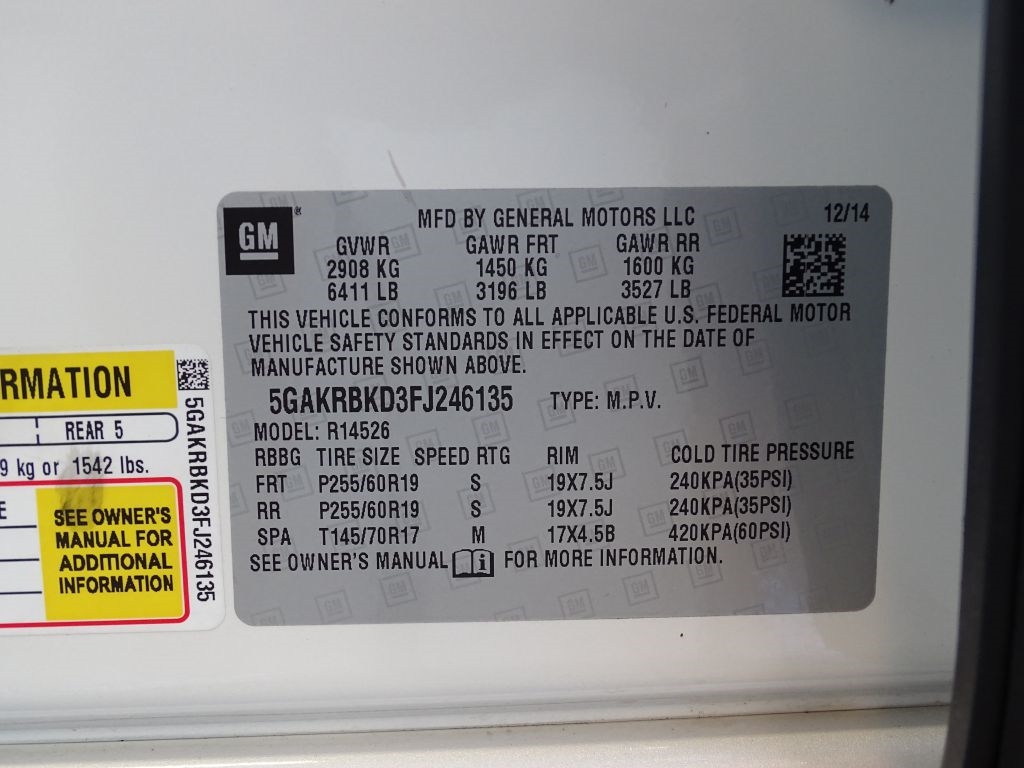 GM ®
MFD BY GENERAL MOTORS LLC 12/14
GVWR GAWR FRT GAWR RR
2908 KG 1450 KG 1600 KG
6411 LB 3196 LB 3527 LB
THIS VEHICLE CONFORMS TO ALL APPLICABLE U.S. FEDERAL MOTOR
VEHICLE SAFETY STANDARDS IN EFFECT ON THE DATE OF
MANUFACTURE SHOWN ABOVE.
5GAKRBKD3FJ246135 TYPE: M.P.V.
MODEL: R14526
RBBG TIRE SIZE SPEED RTG RIM COLD TIRE PRESSURE
FRT P255/60R19 S 19X7.5J 240KPA(35PSI)
RR P255/60R19 S 19X7.5J 240KPA(35PSI)
SPA T145/70R17 M 17X4.5B 420KPA(60PSI)
SEE OWNER'S MANUAL i FOR MORE INFORMATION.
RMATION
REAR 5
9 kg or 1542 lbs.
E
SEE OWNER'S
MANUAL FOR
ADDITIONAL
INFORMATION
5GAKRBKD3FJ246135